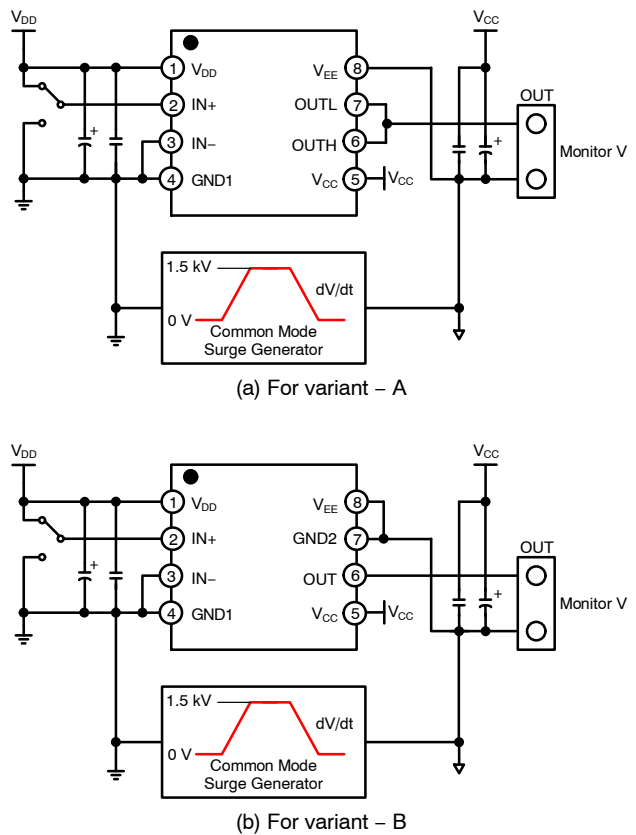 VDD
VCC
1 VDD
VEE 8
2 IN+
OUTL 7
OUT
3 IN−
OUTH 6
Monitor V
4 GND1
VCC 5 VCC
+
+
1.5 kV
dV/dt
0 V
Common Mode
Surge Generator
(a) For variant − A
VDD
VCC
1 VDD
VEE 8
2 IN+
GND2 7
OUT
3 IN−
OUT 6
Monitor V
4 GND1
VCC 5 VCC
+
+
1.5 kV
dV/dt
0 V
Common Mode
Surge Generator
(b) For variant − B